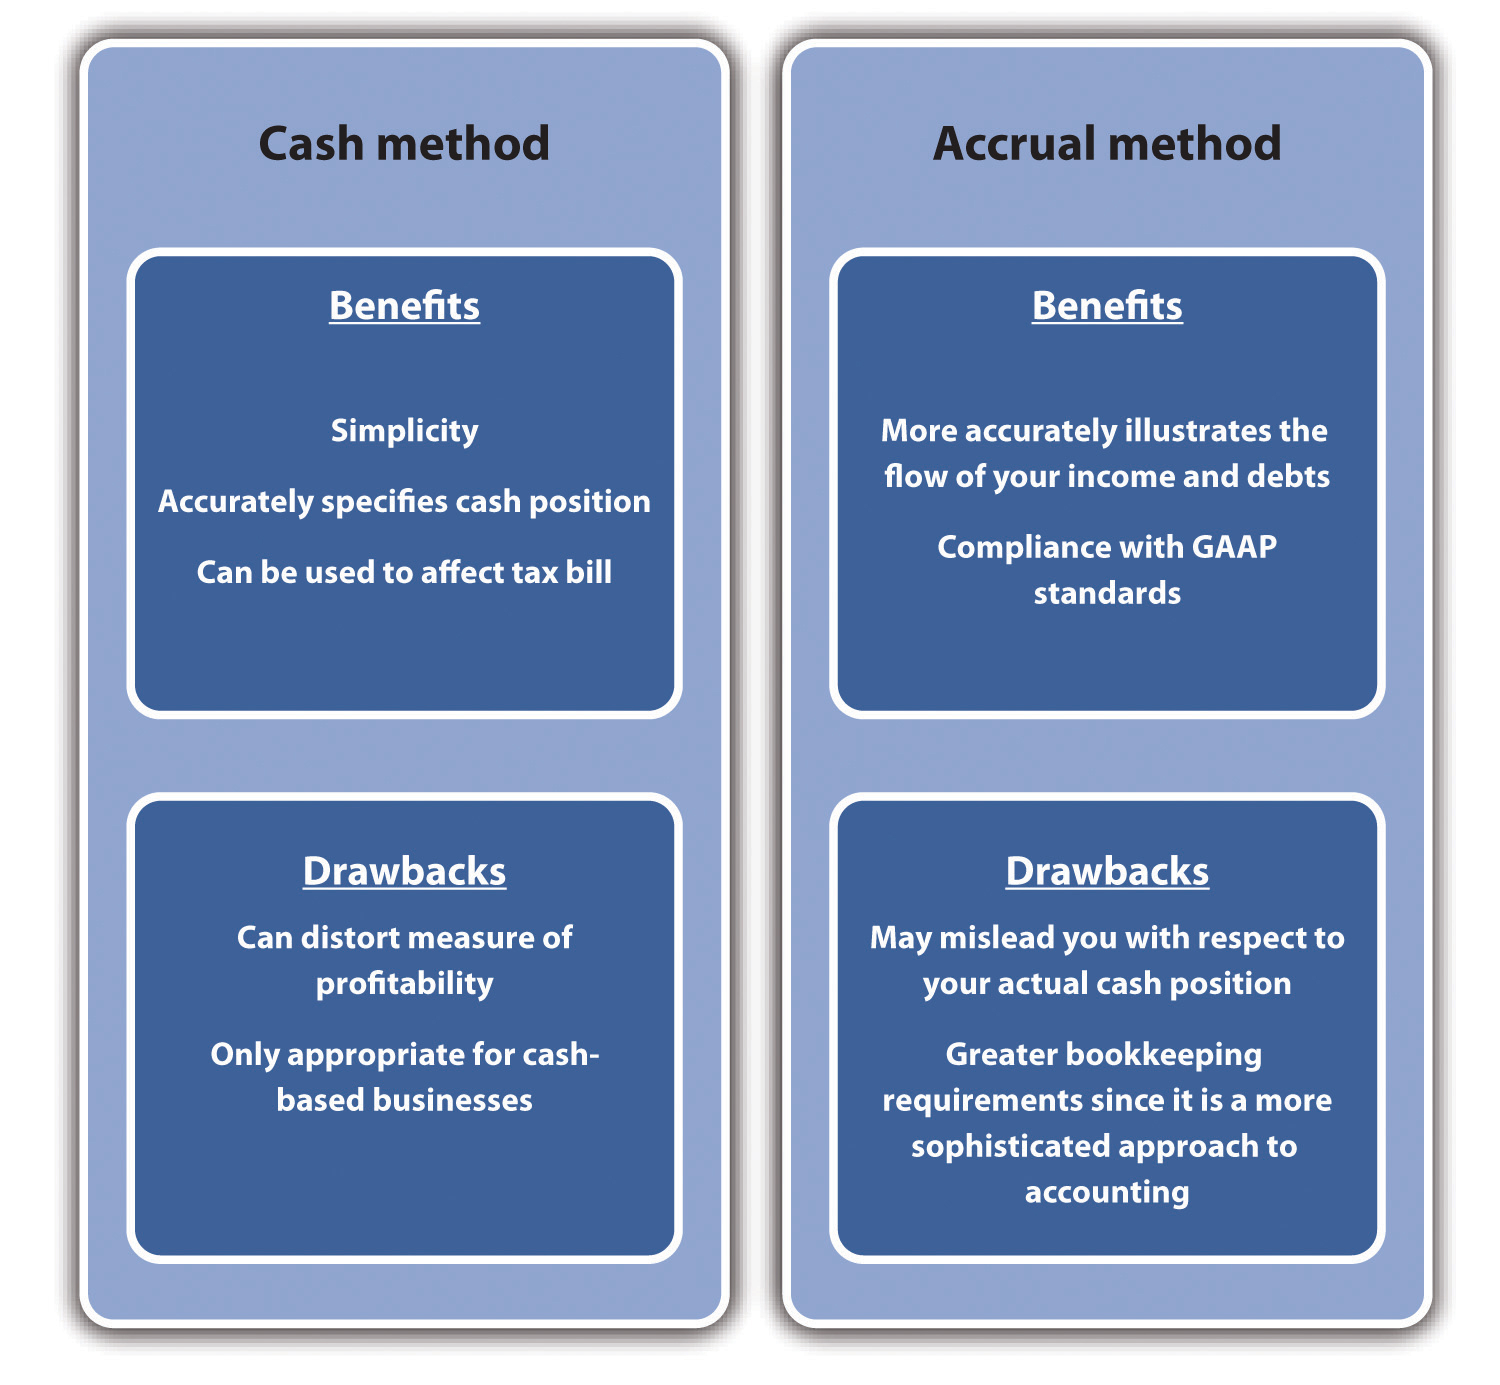 Cash method
Benefits
Simplicity
Accurately specifies cash position
Can be used to affect tax bill
Drawbacks
Can distort measure of
profitability
Only appropriate for cash-
based businesses
Accrual method
Benefits
More accurately illustrates the
flow of your income and debts
Compliance with GAAP
standards
Drawbacks
May mislead you with respect to
your actual cash position
Greater bookkeeping
requirements since it is a more
sophisticated approach to
accounting